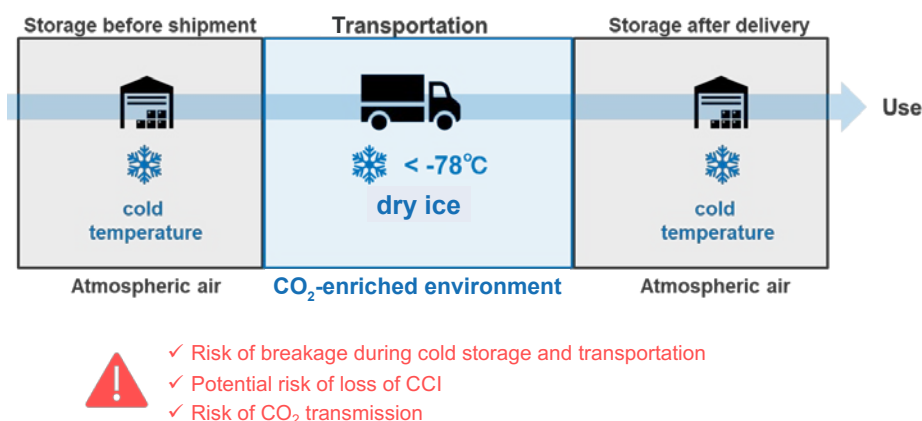 Storage before shipment
Transportation
Storage after delivery
Use
< -78℃
dry ice
cold
temperature
cold
temperature
Atmospheric air
CO₂-enriched environment
Atmospheric air
✓ Risk of breakage during cold storage and transportation
✓ Potential risk of loss of CCI
✓ Risk of CO₂ transmission